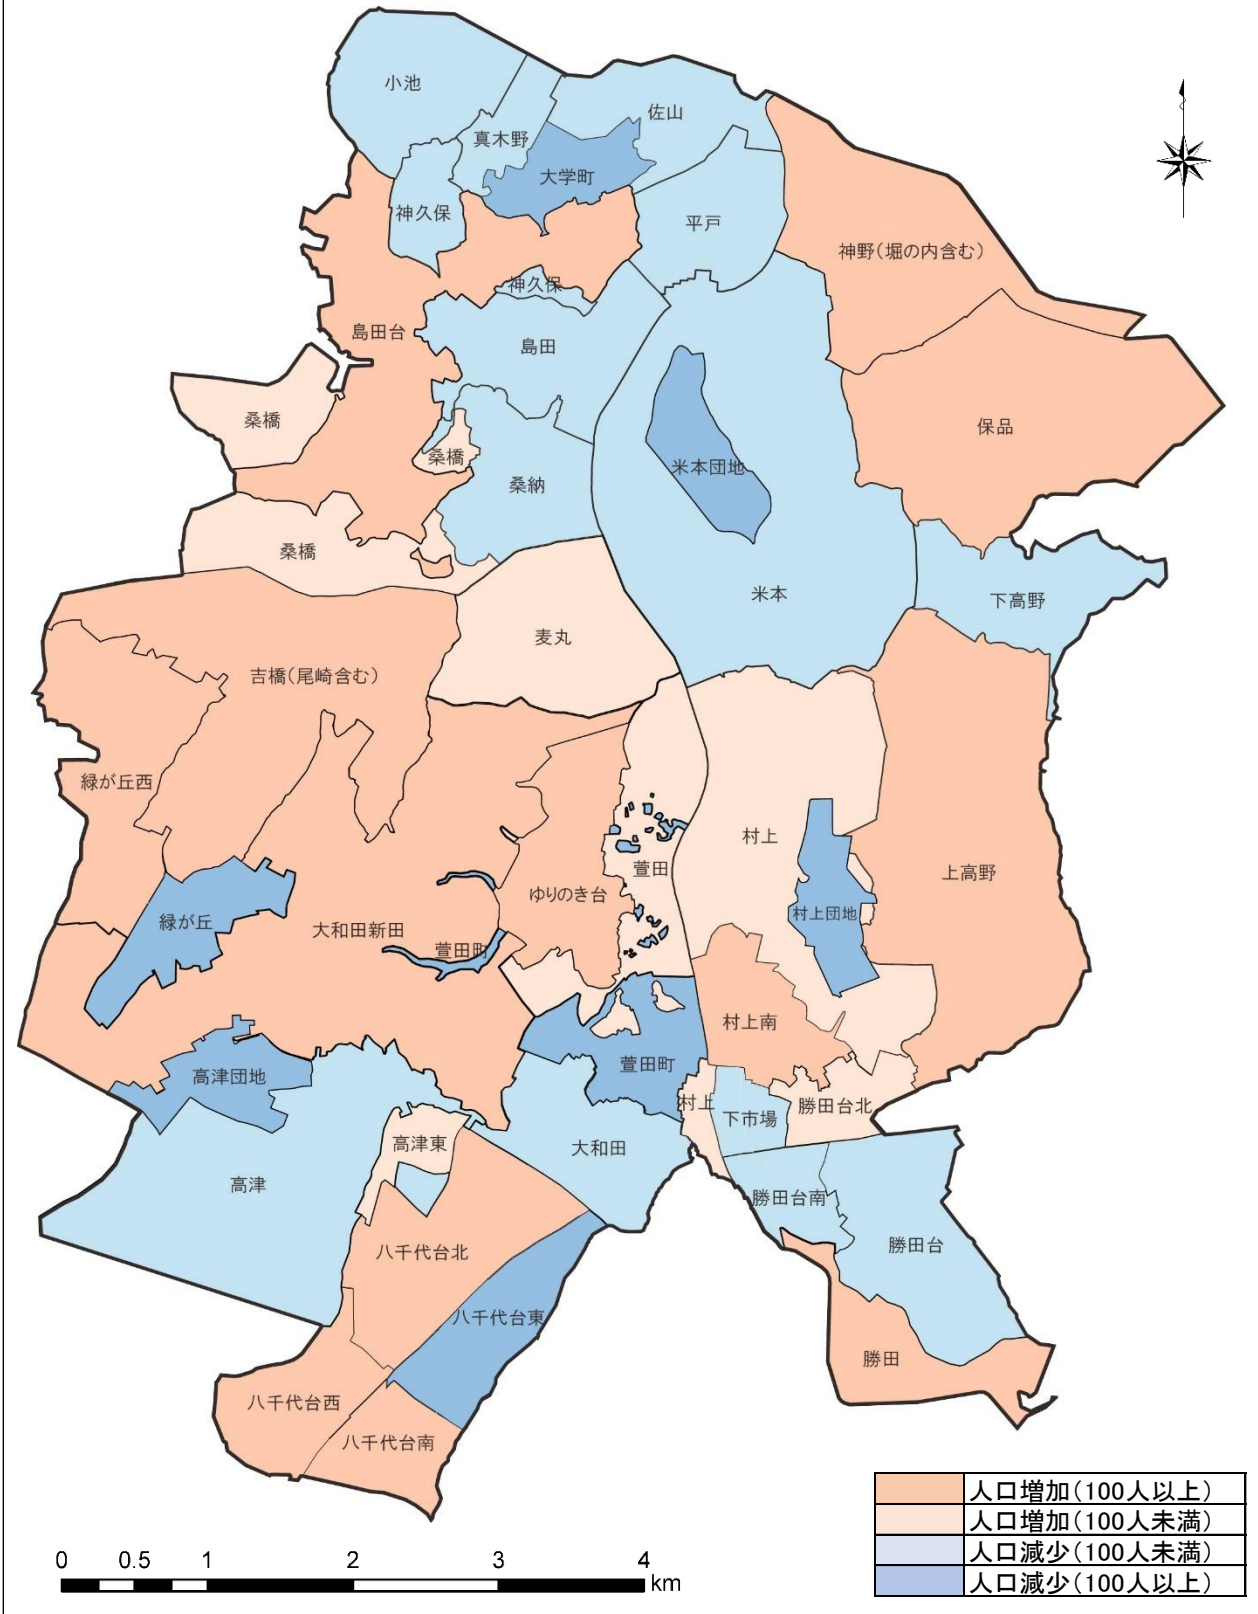 小池
佐山
真木野
大学町
神久保
平戸
神野(堀の内含む)
神久保
島田台
島田
桑橋
保品
桑橋
米本団地
桑納
桑橋
米本
下高野
麦丸
吉橋(尾崎含む)
緑が丘西
村上
萱田
上高野
ゆりのき台
村上団地
緑が丘
大和田新田
萱田町
村上南
萱田町
高津団地
村上
勝田台北
下市場
高津東
大和田
高津
勝田台南
勝田台
八千代台北
八千代台東
勝田
八千代台西
八千代台南
人口増加(100人以上)
人口増加(100人未満)
人口減少(100人未満)
人口減少(100人以上)
0 0.5 1 2 3 4
km